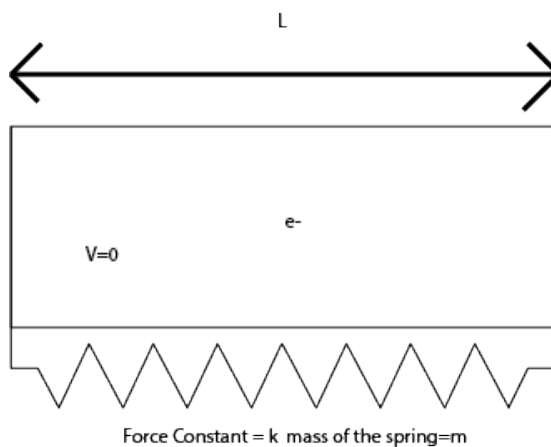 L
e-
V=0
Force Constant = k mass of the spring=m